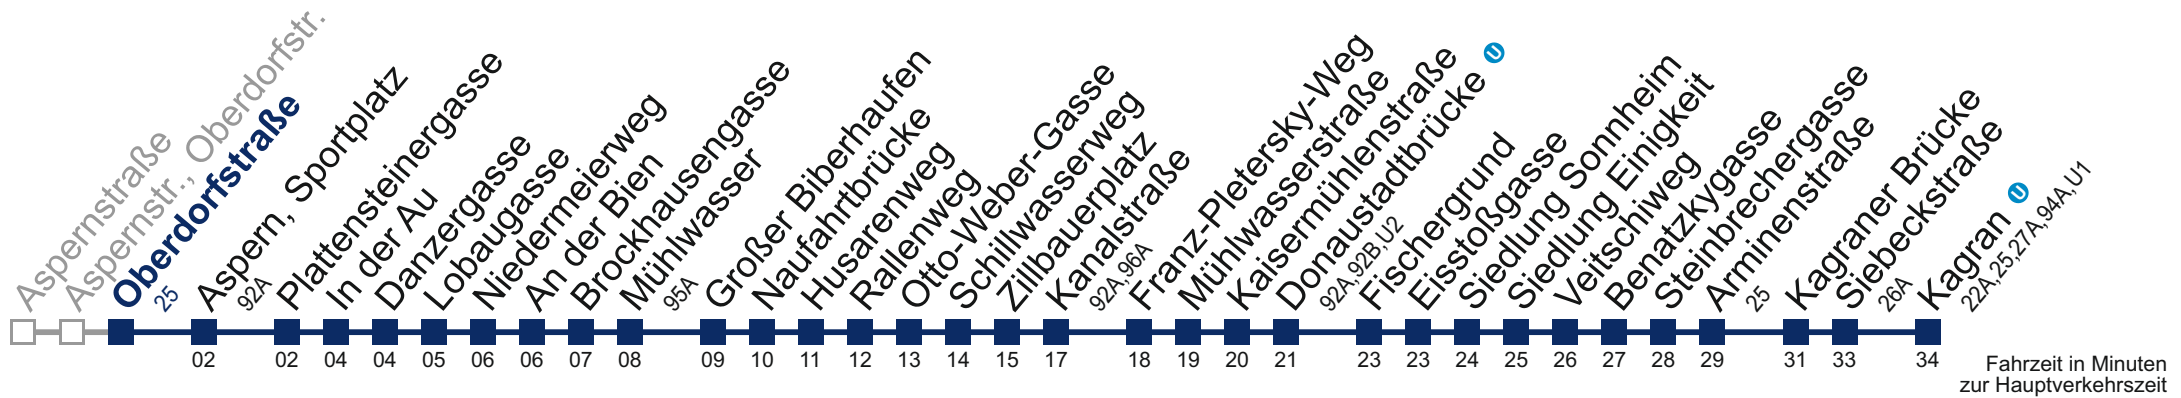 Aspernstraße
Aspernstr., Oberdorfstr.
Oberdorfstraße
25
Aspern, Sportplatz
92A
Plattensteinergasse
In der Au
Danzergasse
Lobaugasse
Niedermeierweg
An der Bien
Brockhausengasse
Mühlwasser
95A
Großer Biberhaufen
Naufahrtbrücke
Husarenweg
Rallenweg
Otto-Weber-Gasse
Schillwasserweg
Zillbauerplatz
Kanalstraße
92A,96A
Franz-Pletersky-Weg
Mühlwasserstraße
Kaisermühlenstraße
Donaustadtbrücke U
92A,92B,U2
Fischergrund
Eisstoßgasse
Siedlung Sonnheim
Siedlung Einigkeit
Veitschiweg
Benatzkygasse
Steinbrechergasse
Arminenstraße
25
Kagraner Brücke
Siebeckstraße
26A
Kagran U
22A,25,27A,94A,U1
02 02 04 04 05 06 06 07 08 09 10 11 12 13 14 15 17 18 19 20 21 23 23 24 25 26 27 28 29 31 33 34
Fahrzeit in Minuten
zur Hauptverkehrszeit